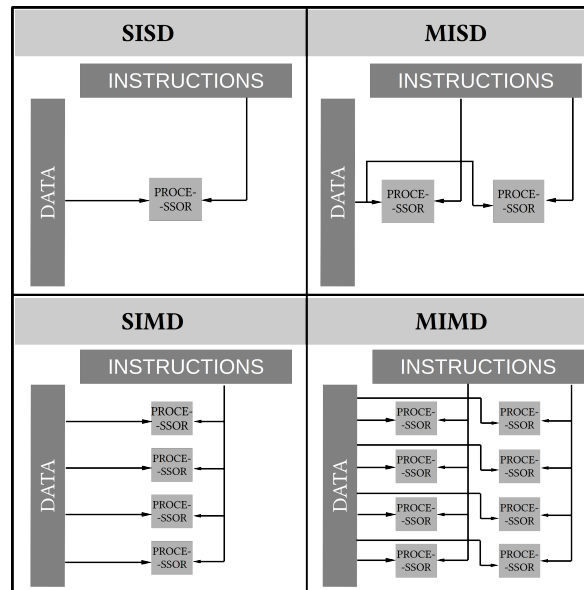 SISD
INSTRUCTIONS
DATA
PROCE-
-SSOR
MISD
INSTRUCTIONS
DATA
PROCE-
-SSOR
PROCE-
-SSOR
SIMD
INSTRUCTIONS
DATA
PROCE-
-SSOR
PROCE-
-SSOR
PROCE-
-SSOR
PROCE-
-SSOR
MIMD
INSTRUCTIONS
DATA
PROCE-
-SSOR
PROCE-
-SSOR
PROCE-
-SSOR
PROCE-
-SSOR
PROCE-
-SSOR
PROCE-
-SSOR
PROCE-
-SSOR
PROCE-
-SSOR